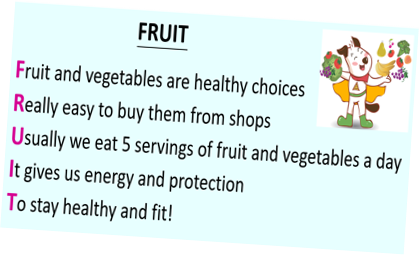 FRUIT
Fruit and vegetables are healthy choices
Really easy to buy them from shops
Usually we eat 5 servings of fruit and vegetables a day
It gives us energy and protection
To stay healthy and fit!